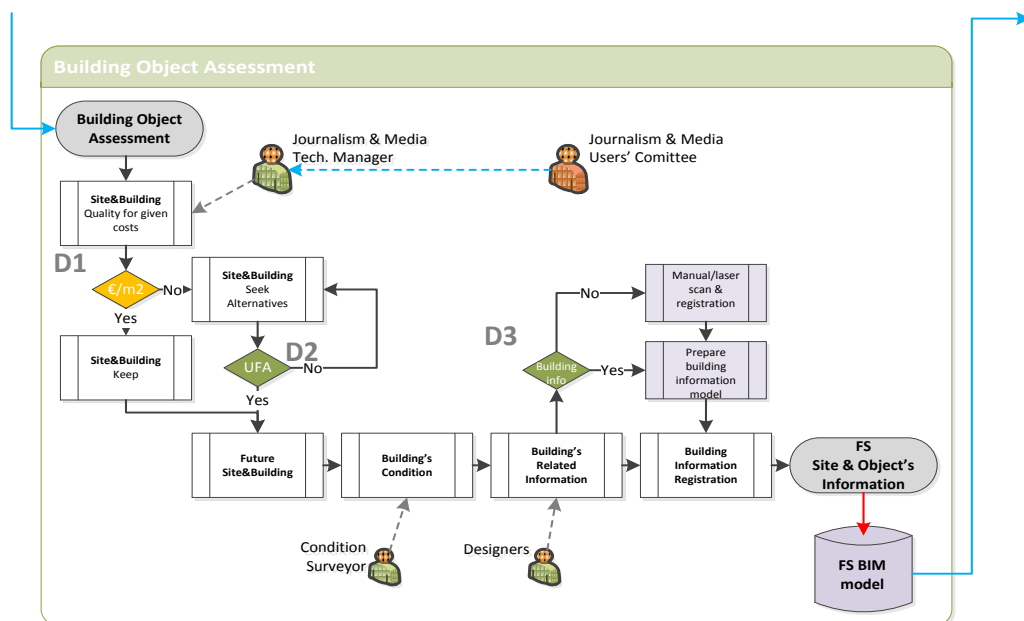 Building Object Assessment
Building Object
Assessment
Journalism & Media
Tech. Manager
Journalism & Media
Users' Comittee
Site&Building
Quality for given
costs
D1
€/m2
No
Yes
Site&Building
Seek
Alternatives
D2
UFA
No
Yes
Site&Building
Keep
D3
Building
info
No
Yes
Manual/laser
scan &
registration
Prepare
building
information
model
Future
Site&Building
Building's
Condition
Building's
Related
Information
Building
Information
Registration
FS
Site & Object's
Information
Condition
Surveyor
Designers
FS BIM
model